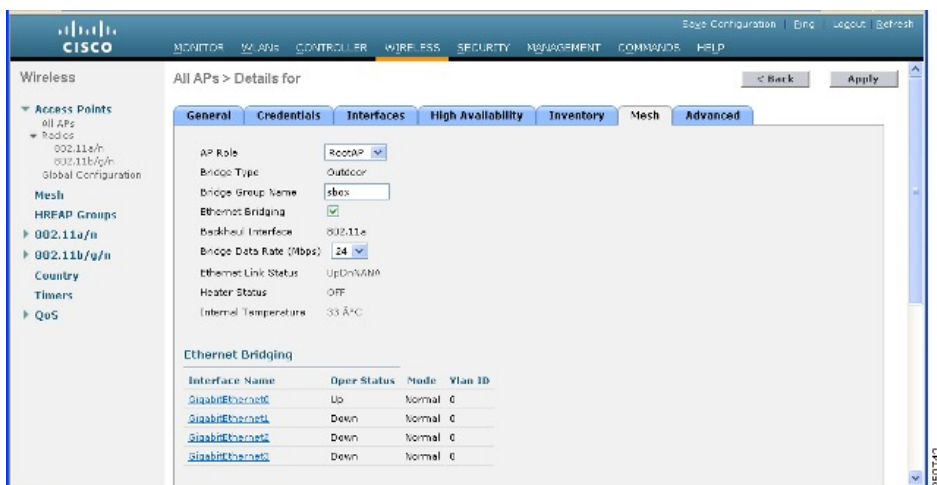 Save Configuration | Ping | Logout | Refresh
CISCO
MONITOR WLANs CONTROLLER WIRELESS SECURITY MANAGEMENT COMMANDS HELP
Wireless
All APs > Details for
< Back
Apply
Access Points
All APs
Radios
802.11a/n
802.11b/g/n
Global Configuration
Mesh
HREAP Groups
802.11a/n
802.11b/g/n
Country
Timers
QoS
General Credentials Interfaces High Availability Inventory Mesh Advanced
AP Role RootAP
Bridge Type Outdoor
Bridge Group Name sbox
Ethernet Bridging
Backhaul Interface 802.11a
Bridge Data Rate (Mbps) 24
Ethernet Link Status UpDnNANA
Heater Status OFF
Internal Temperature 33 Â°C
Ethernet Bridging
Interface Name Oper Status Mode Vlan ID
GigabitEthernet0 Up Normal 0
GigabitEthernet1 Down Normal 0
GigabitEthernet2 Down Normal 0
GigabitEthernet3 Down Normal 0